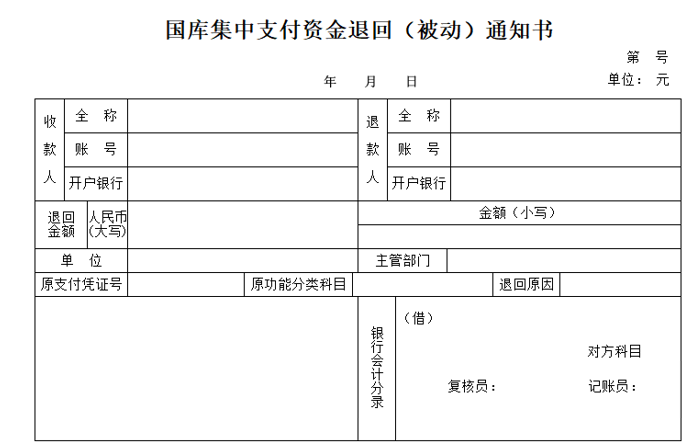 国库集中支付资金退回（被动）通知书
第 号
年 月 日
单位： 元
收款人
全 称
退款人
全 称
账 号
账 号
开户银行
开户银行
退回金额
人民币(大写)
金额（小写）
单 位
主管部门
原支付凭证号
原功能分类科目
退回原因
银行会计分录
（借）
对方科目
复核员：
记账员：